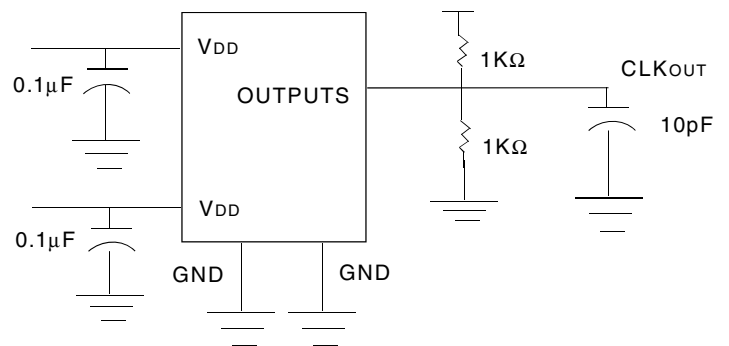 VDD
1KΩ
CLKOUT
0.1µF
OUTPUTS
10pF
1KΩ
VDD
0.1µF
GND
GND